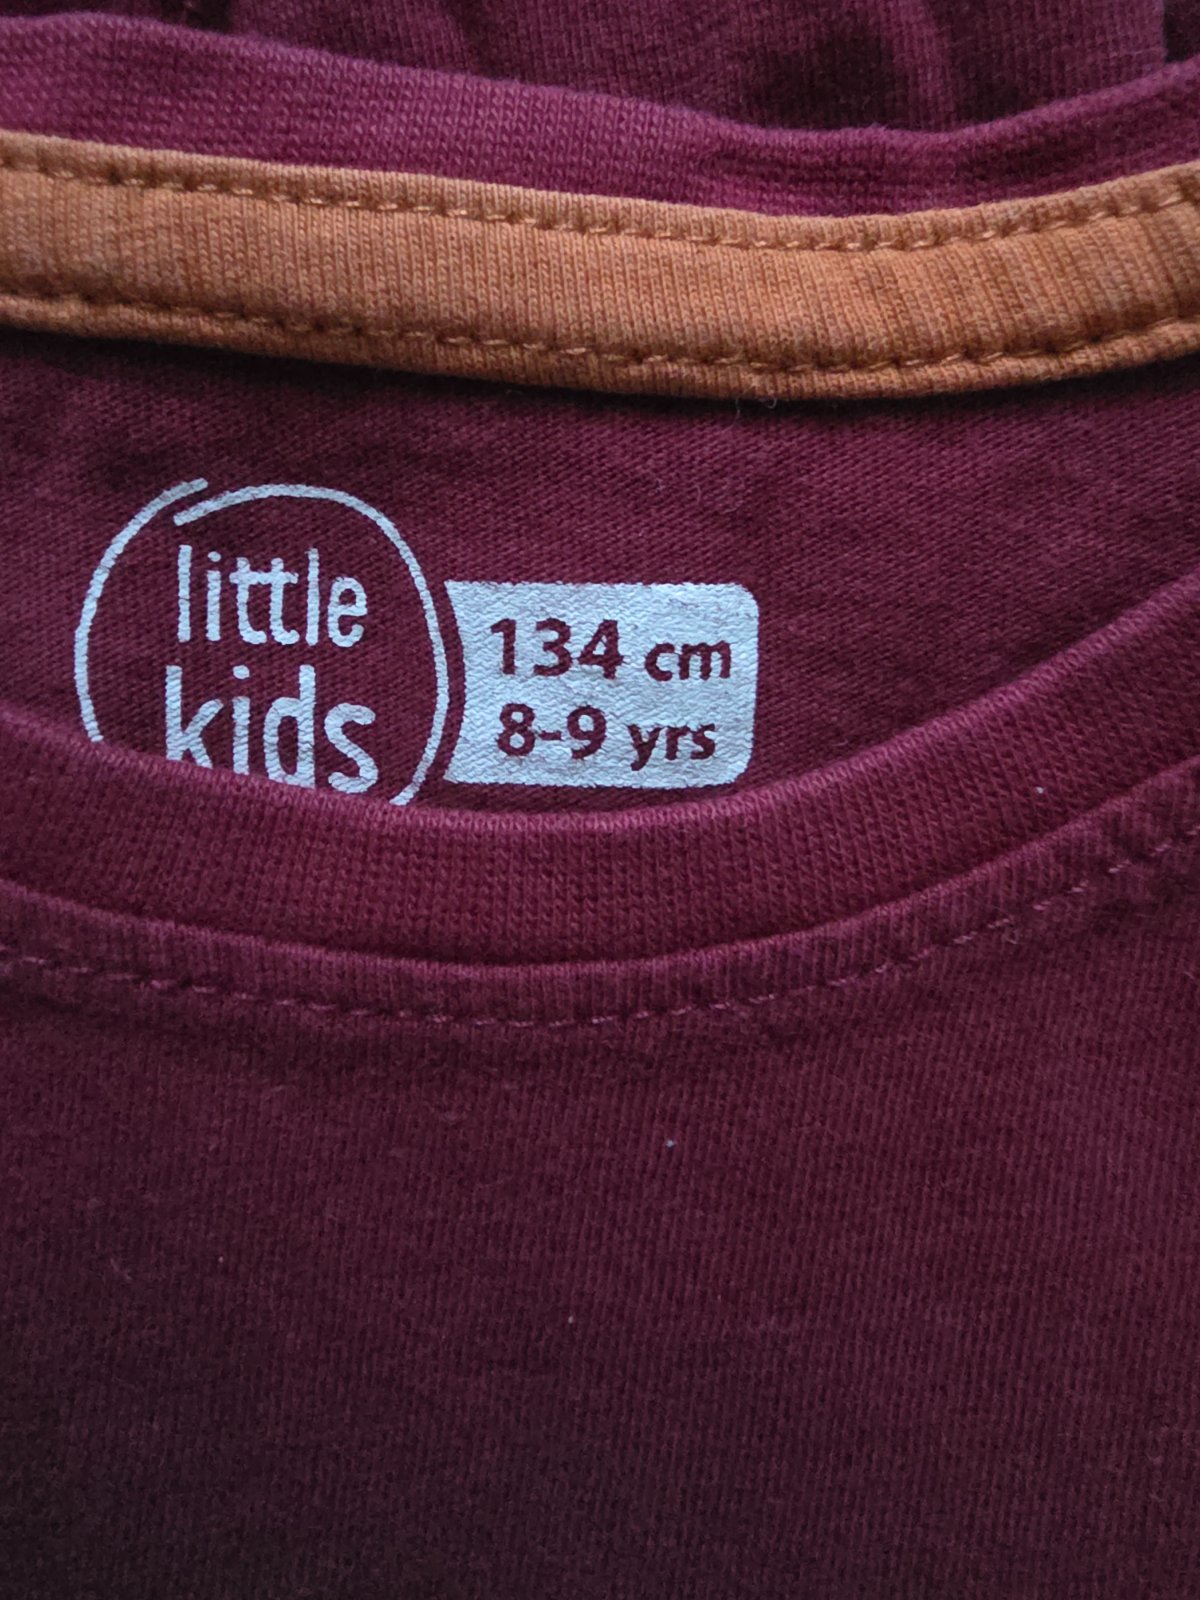 little
kids
134 cm
8-9 yrs